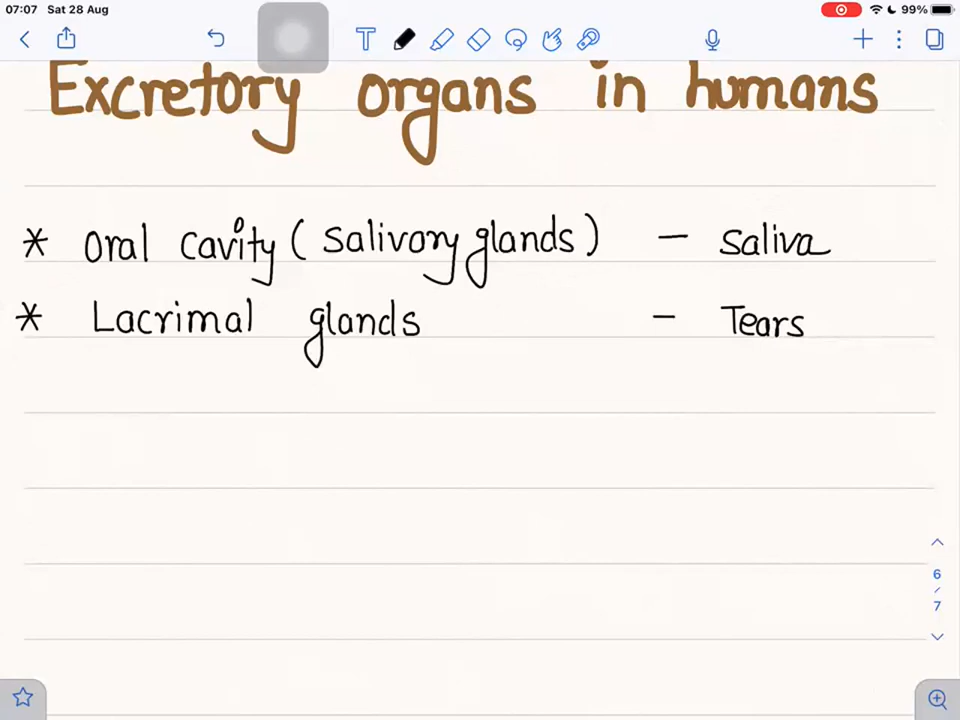 07:07 Sat 28 Aug
99%
T
Excretory organs in humans
* Oral cavity (Salivory glands) - Saliva
* Lacrimal glands - Tears
6
/
7